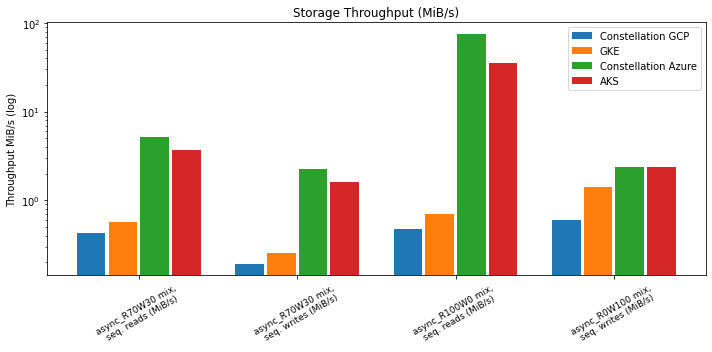 Storage Throughput (MiB/s)
Throughput MiB/s (log)
10²
10¹
10⁰
Constellation GCP
GKE
Constellation Azure
AKS
async_R70W30 mix,
seq. reads (MiB/s)
async_R70W30 mix,
seq. writes (MiB/s)
async_R100W0 mix,
seq. reads (MiB/s)
async_R0W100 mix,
seq. writes (MiB/s)